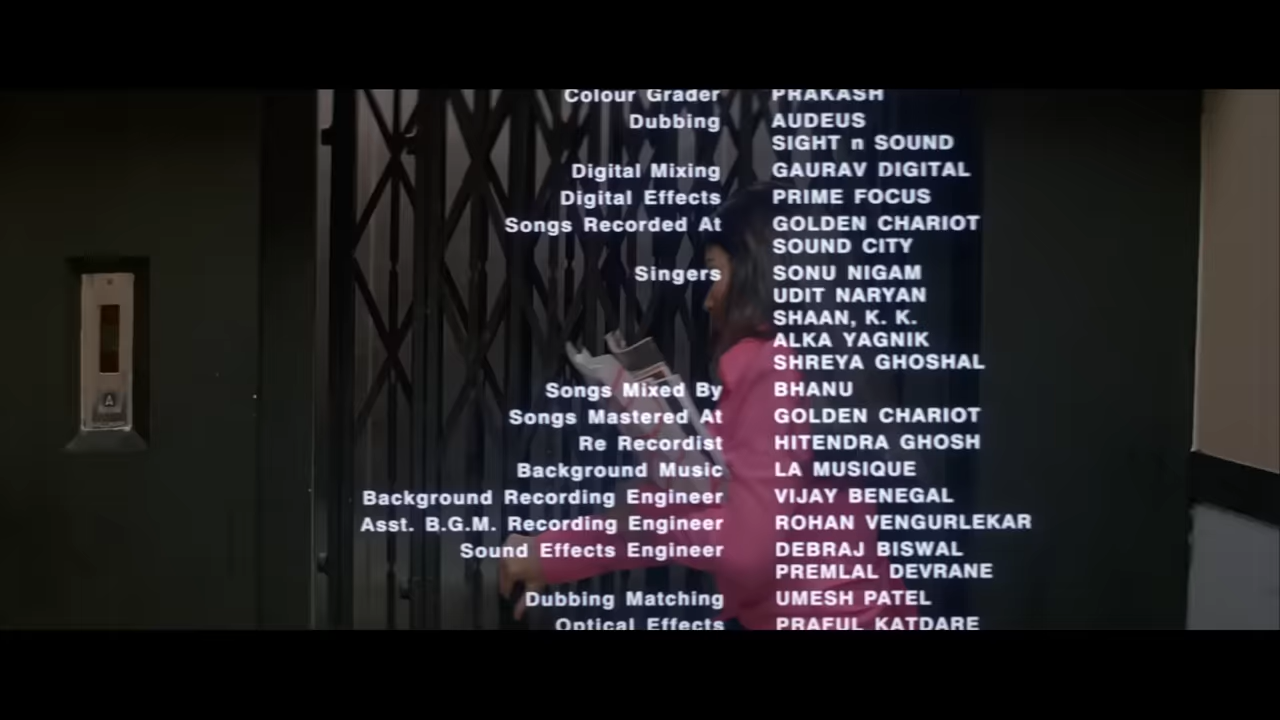 Colour Grader PRAKASH
Dubbing AUDEUS
SIGHT n SOUND
Digital Mixing GAURAV DIGITAL
Digital Effects PRIME FOCUS
Songs Recorded At GOLDEN CHARIOT
SOUND CITY
Singers SONU NIGAM
UDIT NARYAN
SHAAN, K. K.
ALKA YAGNIK
SHREYA GHOSHAL
Songs Mixed By BHANU
Songs Mastered At GOLDEN CHARIOT
Re Recordist HITENDRA GHOSH
Background Music LA MUSIQUE
Background Recording Engineer VIJAY BENEGAL
Asst. B.G.M. Recording Engineer ROHAN VENGURLEKAR
Sound Effects Engineer DEBRAJ BISWAL
PREMLAL DEVRANE
Dubbing Matching UMESH PATEL
Optical Effects PRAFUL KATDARE
A